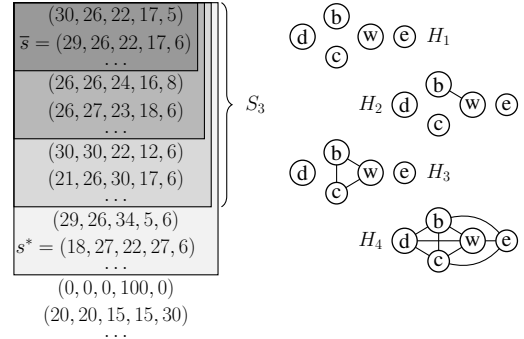 (30, 26, 22, 17, 5)
s̅ = (29, 26, 22, 17, 6)
...
(26, 26, 24, 16, 8)
(26, 27, 23, 18, 6)
...
(30, 30, 22, 12, 6)
(21, 26, 30, 17, 6)
...
S₃
(29, 26, 34, 5, 6)
s* = (18, 27, 22, 27, 6)
...
(0, 0, 0, 100, 0)
(20, 20, 15, 15, 30)
...
b
d w e H₁
c
b
H₂ d w e
c
b
d w e H₃
c
b
H₄ d w e
c